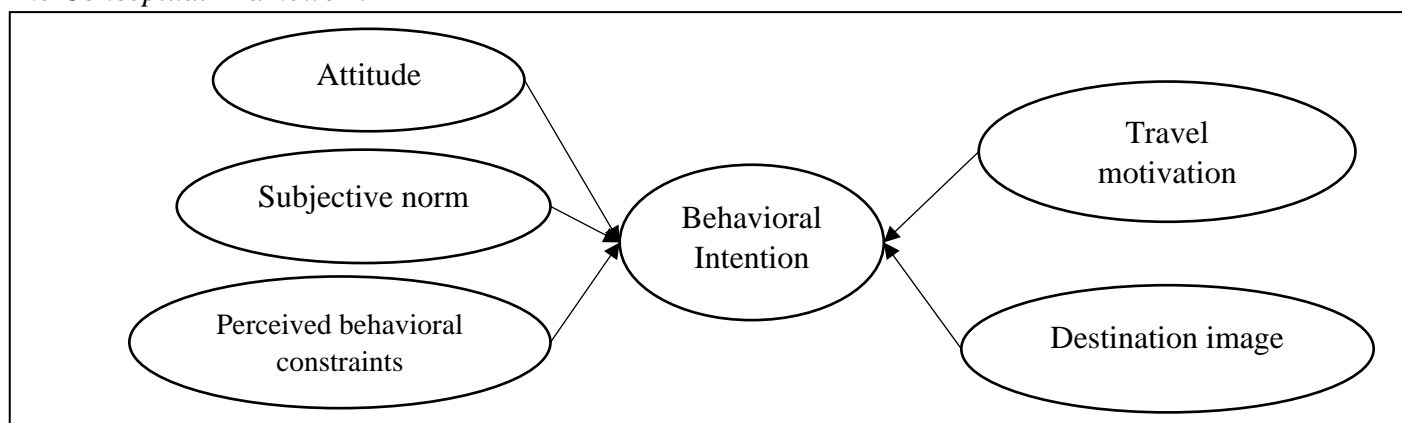 Attitude
Subjective norm
Perceived behavioral
constraints
Behavioral
Intention
Travel
motivation
Destination image